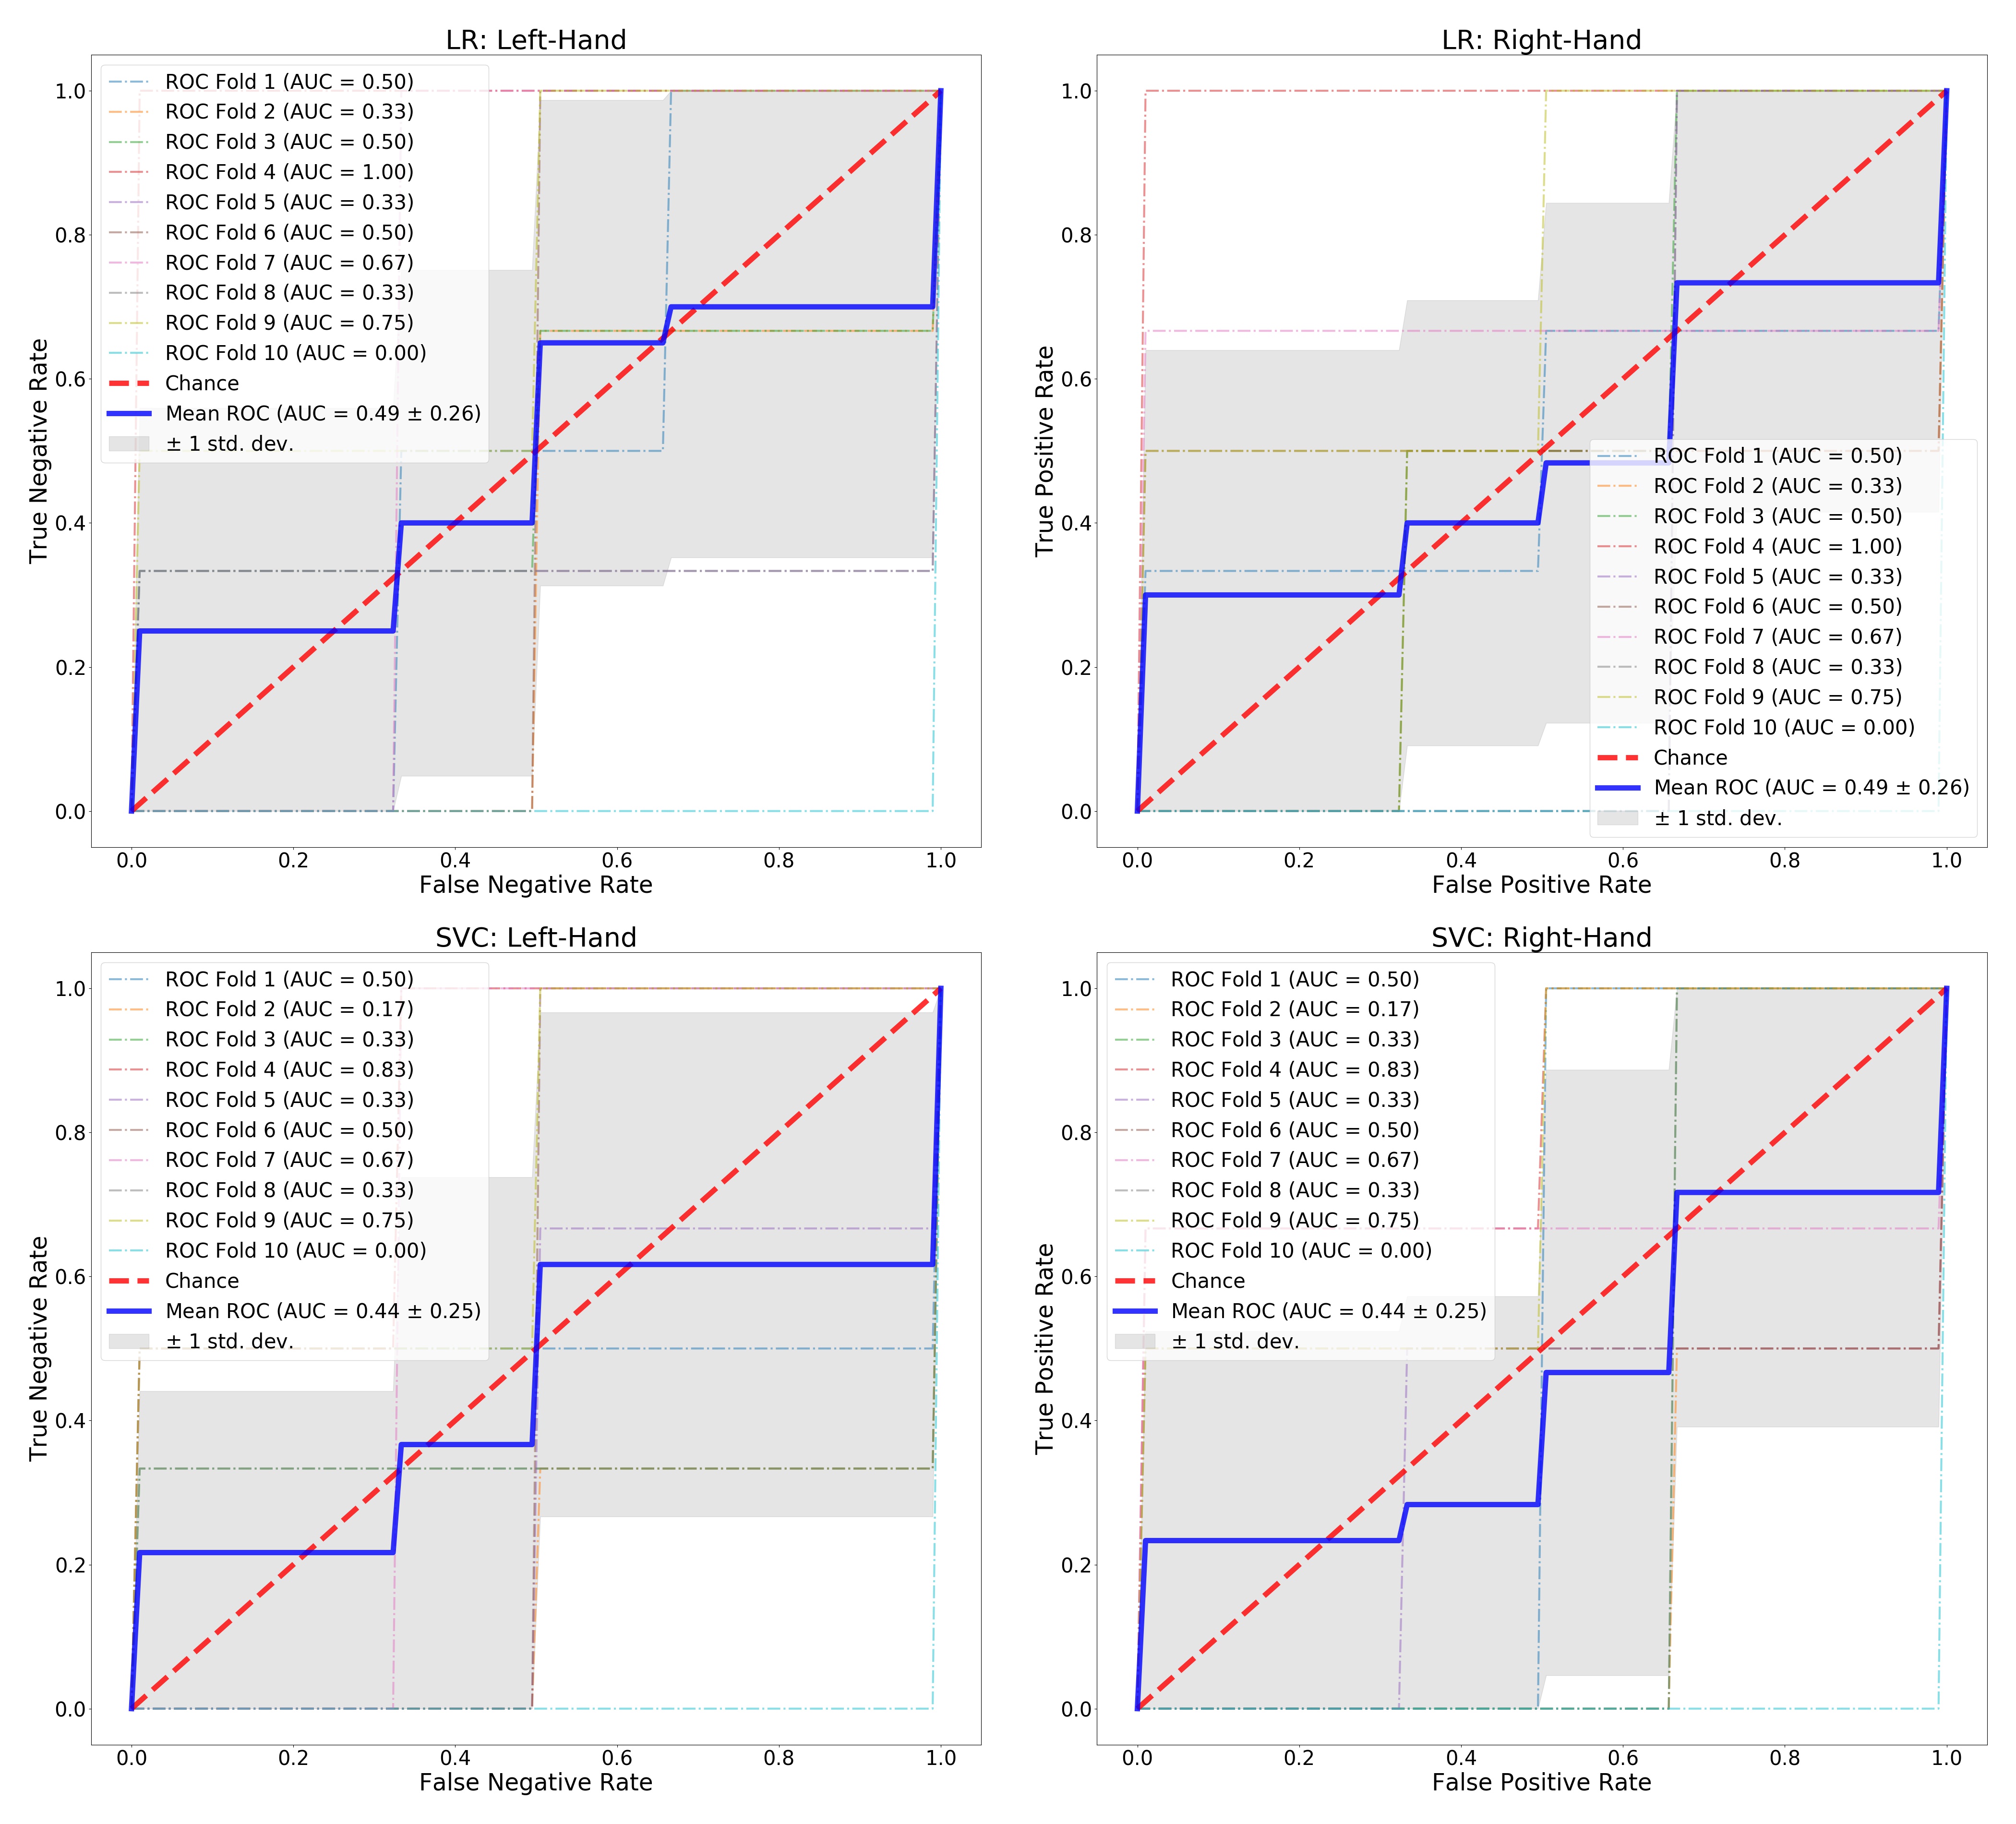 LR: Left-Hand
1.0
0.8
0.6
0.4
0.2
0.0
True Negative Rate
ROC Fold 1 (AUC = 0.50)
ROC Fold 2 (AUC = 0.33)
ROC Fold 3 (AUC = 0.50)
ROC Fold 4 (AUC = 1.00)
ROC Fold 5 (AUC = 0.33)
ROC Fold 6 (AUC = 0.50)
ROC Fold 7 (AUC = 0.67)
ROC Fold 8 (AUC = 0.33)
ROC Fold 9 (AUC = 0.75)
ROC Fold 10 (AUC = 0.00)
Chance
Mean ROC (AUC = 0.49 ± 0.26)
± 1 std. dev.
0.0 0.2 0.4 0.6 0.8 1.0
False Negative Rate
LR: Right-Hand
1.0
0.8
0.6
0.4
0.2
0.0
True Positive Rate
ROC Fold 1 (AUC = 0.50)
ROC Fold 2 (AUC = 0.33)
ROC Fold 3 (AUC = 0.50)
ROC Fold 4 (AUC = 1.00)
ROC Fold 5 (AUC = 0.33)
ROC Fold 6 (AUC = 0.50)
ROC Fold 7 (AUC = 0.67)
ROC Fold 8 (AUC = 0.33)
ROC Fold 9 (AUC = 0.75)
ROC Fold 10 (AUC = 0.00)
Chance
Mean ROC (AUC = 0.49 ± 0.26)
± 1 std. dev.
0.0 0.2 0.4 0.6 0.8 1.0
False Positive Rate
SVC: Left-Hand
1.0
0.8
0.6
0.4
0.2
0.0
True Negative Rate
ROC Fold 1 (AUC = 0.50)
ROC Fold 2 (AUC = 0.17)
ROC Fold 3 (AUC = 0.33)
ROC Fold 4 (AUC = 0.83)
ROC Fold 5 (AUC = 0.33)
ROC Fold 6 (AUC = 0.50)
ROC Fold 7 (AUC = 0.67)
ROC Fold 8 (AUC = 0.33)
ROC Fold 9 (AUC = 0.75)
ROC Fold 10 (AUC = 0.00)
Chance
Mean ROC (AUC = 0.44 ± 0.25)
± 1 std. dev.
0.0 0.2 0.4 0.6 0.8 1.0
False Negative Rate
SVC: Right-Hand
1.0
0.8
0.6
0.4
0.2
0.0
True Positive Rate
ROC Fold 1 (AUC = 0.50)
ROC Fold 2 (AUC = 0.17)
ROC Fold 3 (AUC = 0.33)
ROC Fold 4 (AUC = 0.83)
ROC Fold 5 (AUC = 0.33)
ROC Fold 6 (AUC = 0.50)
ROC Fold 7 (AUC = 0.67)
ROC Fold 8 (AUC = 0.33)
ROC Fold 9 (AUC = 0.75)
ROC Fold 10 (AUC = 0.00)
Chance
Mean ROC (AUC = 0.44 ± 0.25)
± 1 std. dev.
0.0 0.2 0.4 0.6 0.8 1.0
False Positive Rate